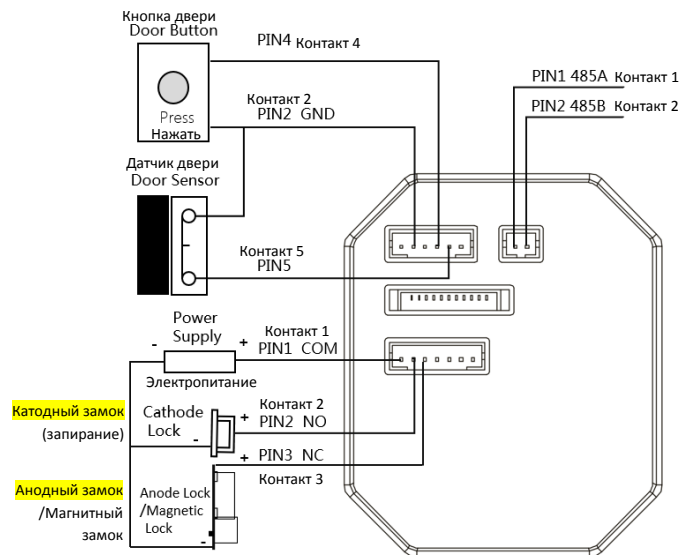 Кнопка двери
Door Button
PIN4 Контакт 4
PIN1 485A Контакт 1
PIN2 485B Контакт 2
Контакт 2
PIN2 GND
Press
Нажать
Датчик двери
Door Sensor
Контакт 5
PIN5
Power
Supply
- + Контакт 1
PIN1 COM
Электропитание
Катодный замок
(запирание)
Cathode
Lock
-
+ Контакт 2
PIN2 NO
+ PIN3 NC
Контакт 3
Анодный замок
/Магнитный
замок
Anode Lock
/Magnetic
Lock
-